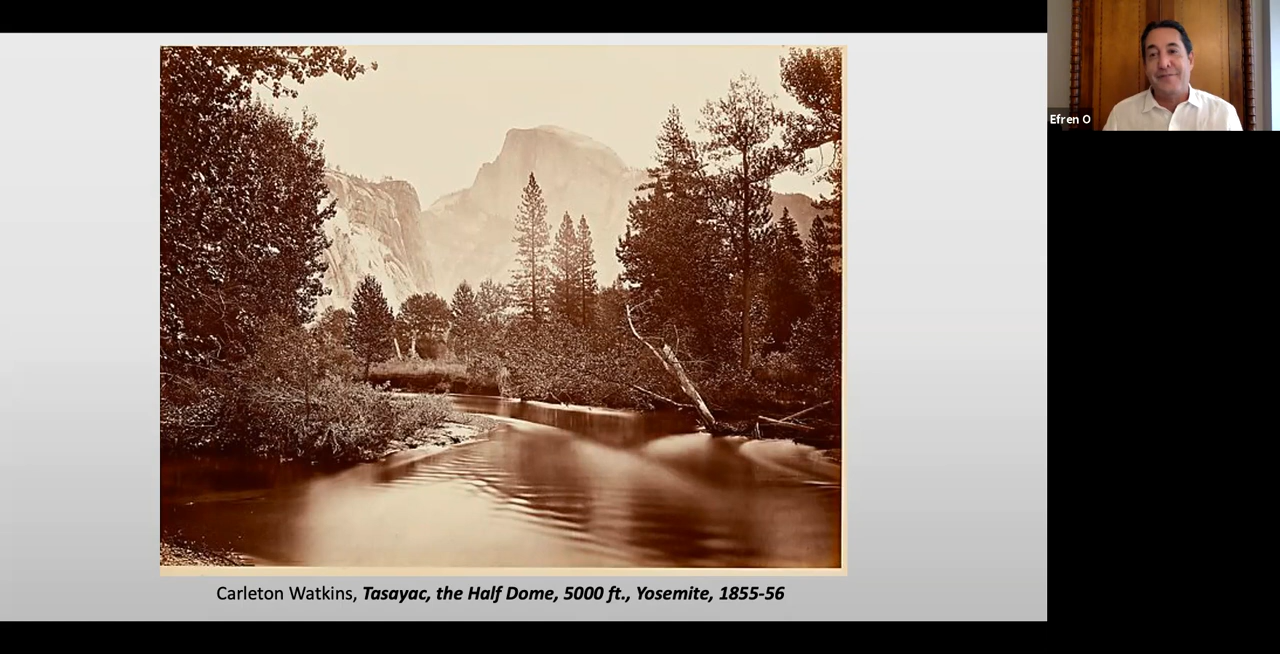 Efren O
Carleton Watkins, Tasayac, the Half Dome, 5000 ft., Yosemite, 1855-56